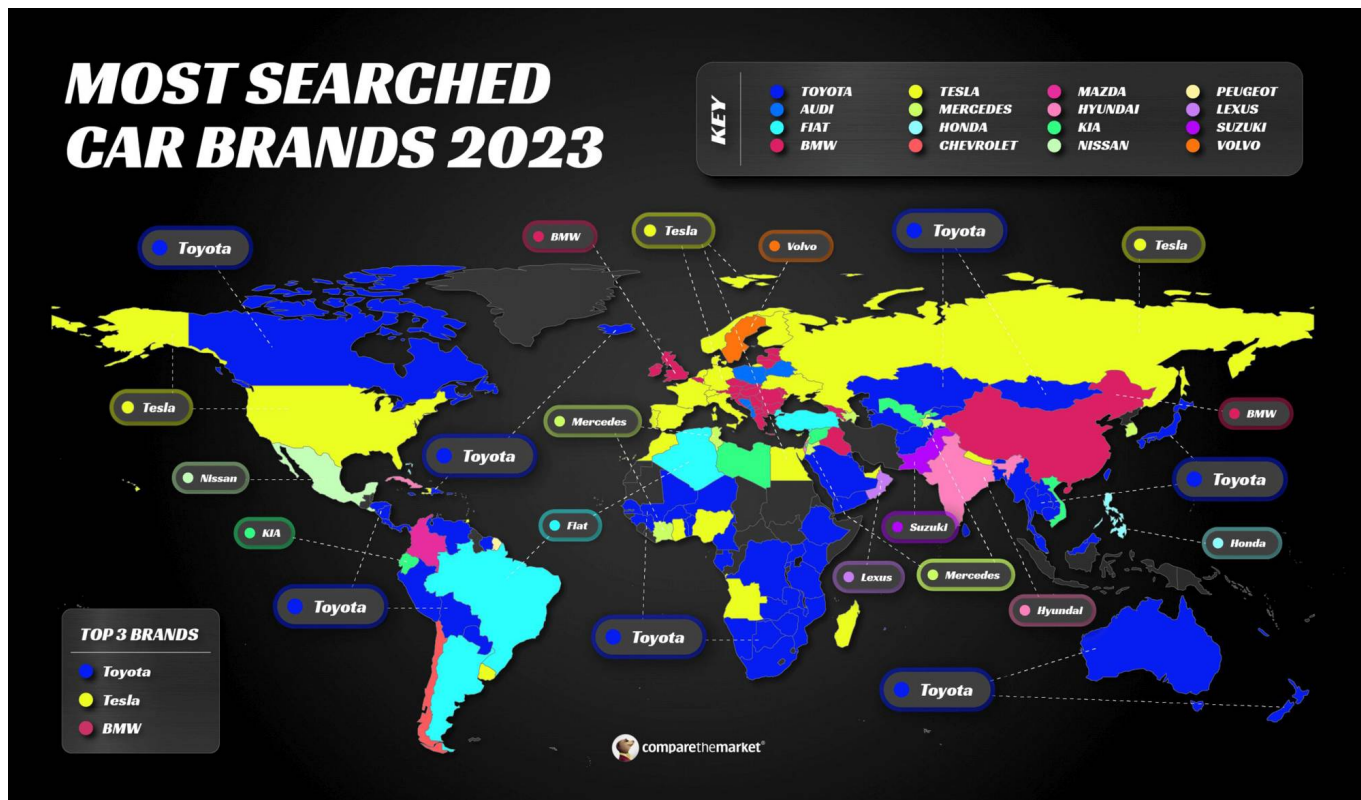 MOST SEARCHED
CAR BRANDS 2023
KEY
TOYOTA
AUDI
FIAT
BMW
TESLA
MERCEDES
HONDA
CHEVROLET
MAZDA
HYUNDAI
KIA
NISSAN
PEUGEOT
LEXUS
SUZUKI
VOLVO
Toyota
BMW
Tesla
Volvo
Toyota
Tesla
Tesla
Mercedes
BMW
Toyota
Nissan
Toyota
KIA
Fiat
Suzuki
Honda
Lexus
Mercedes
Toyota
Hyundai
Toyota
Toyota
TOP 3 BRANDS
Toyota
Tesla
BMW
comparethemarket®